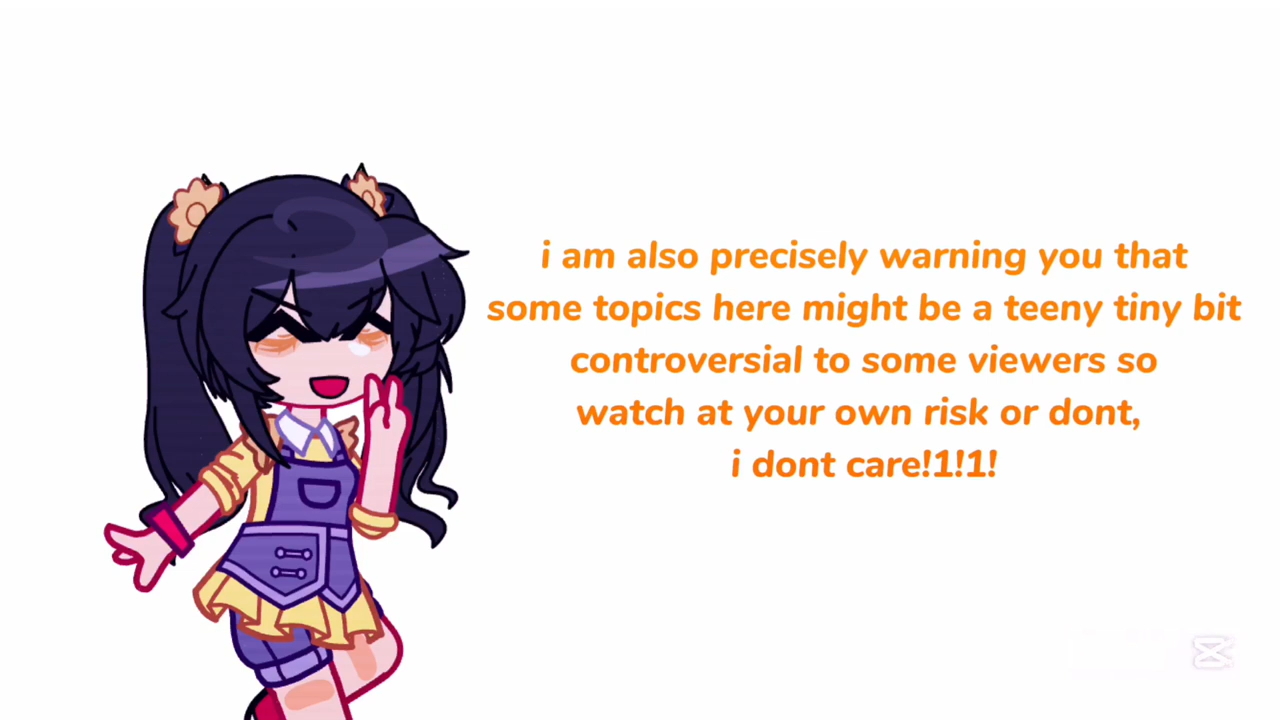 i am also precisely warning you that
some topics here might be a teeny tiny bit
controversial to some viewers so
watch at your own risk or dont,
i dont care!1!1!